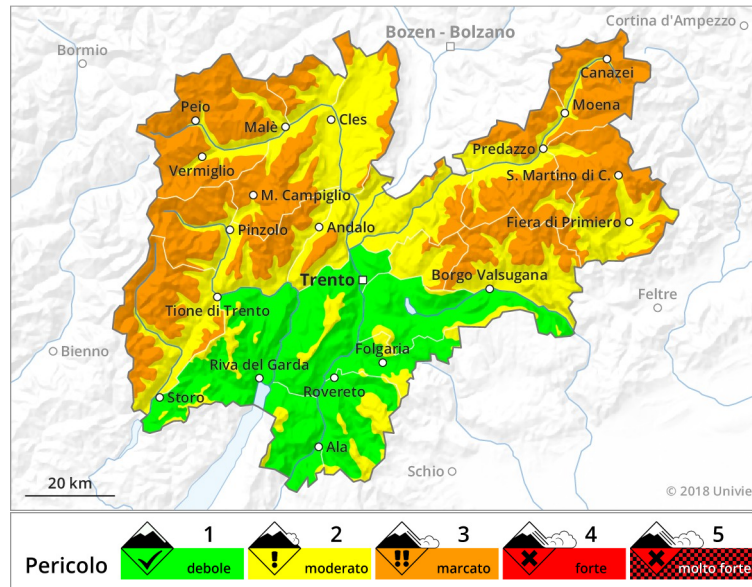 Cortina d'Ampezzo
Bozen - Bolzano
Bormio
Canazei
Peio
Moena
Malè
Cles
Predazzo
Vermiglio
S. Martino di C.
M. Campiglio
Fiera di Primiero
Pinzolo
Andalo
Trento
Borgo Valsugana
Feltre
Tione di Trento
Bienno
Folgaria
Riva del Garda
Rovereto
Storo
Ala
Schio
20 km
© 2018 Univie
1 2 3 4 5
Pericolo debole moderato marcato forte molto forte